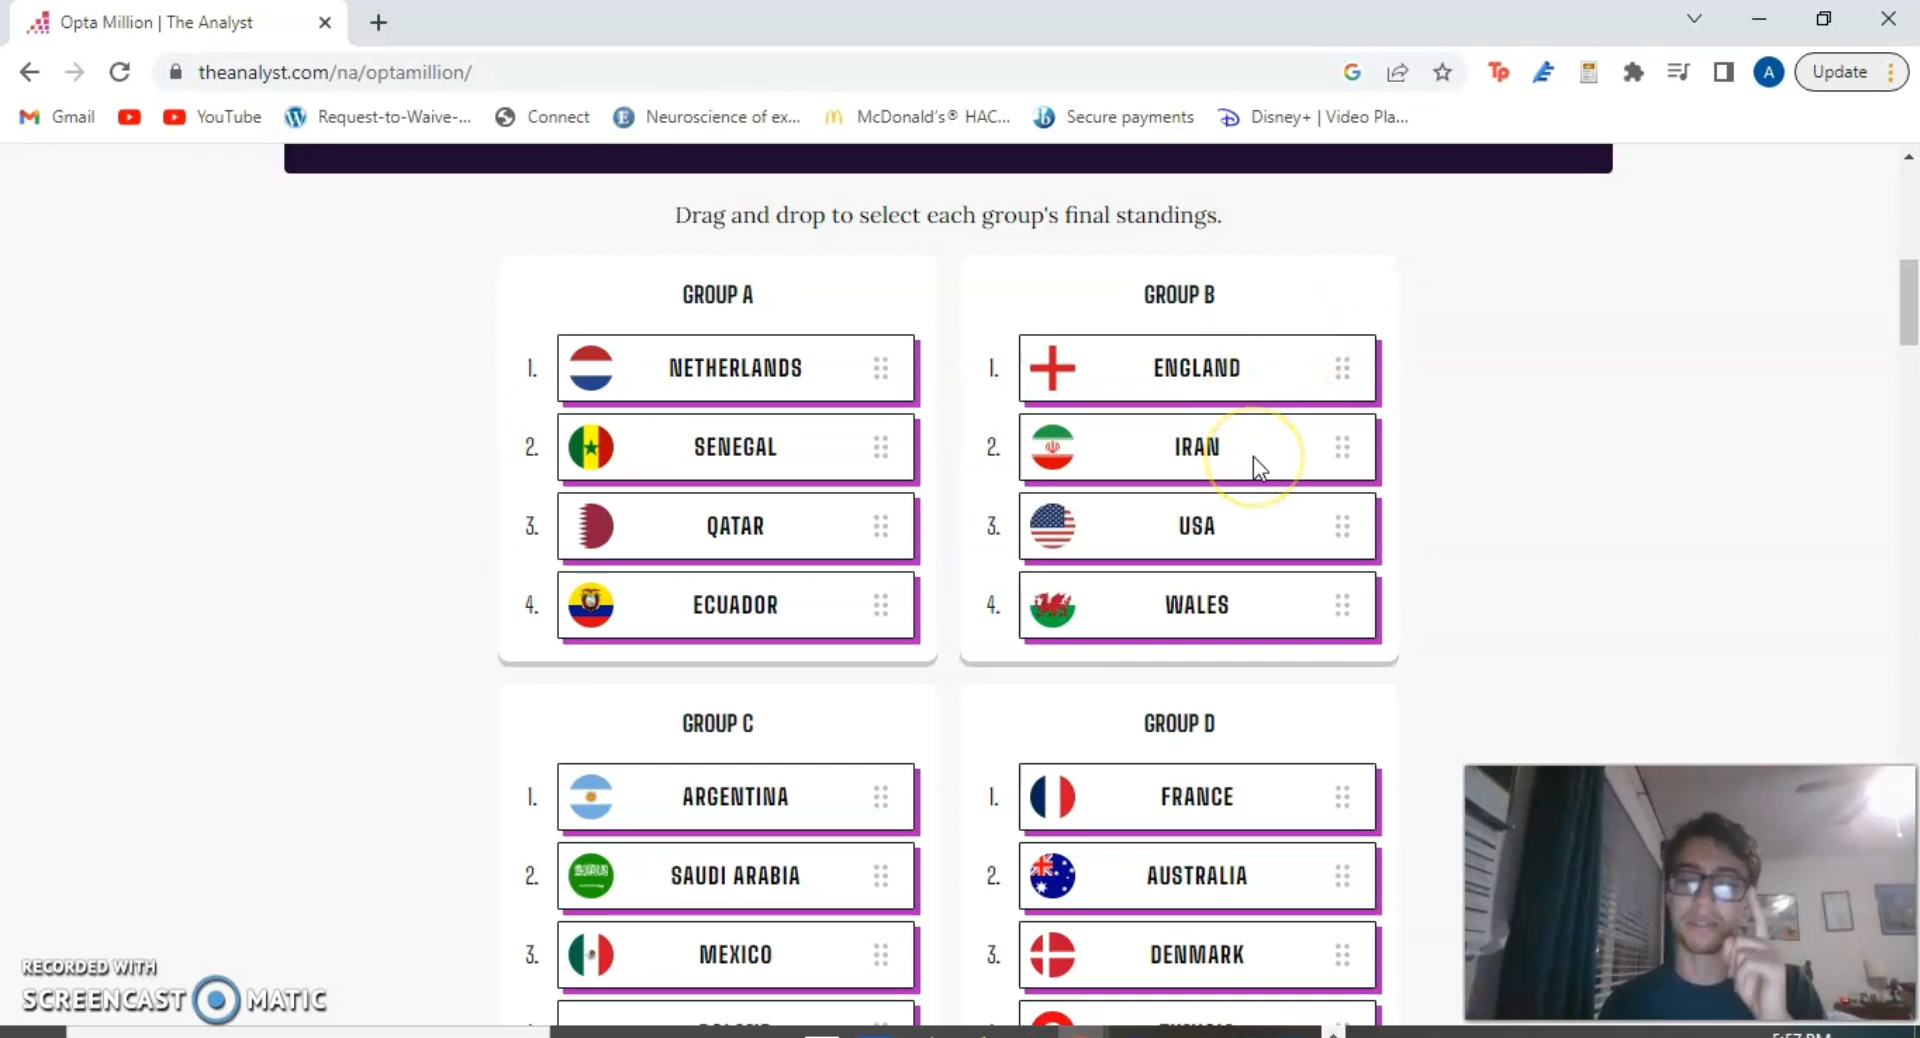 Opta Million | The Analyst
theanalyst.com/na/optamillion/
A
Update
Gmail
YouTube
Request-to-Waive-...
Connect
Neuroscience of ex...
McDonald's® HAC...
Secure payments
Disney+ | Video Pla...
Drag and drop to select each group's final standings.
GROUP A
1. NETHERLANDS
2. SENEGAL
3. QATAR
4. ECUADOR
GROUP B
1. ENGLAND
2. IRAN
3. USA
4. WALES
GROUP C
1. ARGENTINA
2. SAUDI ARABIA
3. MEXICO
GROUP D
1. FRANCE
2. AUSTRALIA
3. DENMARK
RECORDED WITH
SCREENCAST MATIC